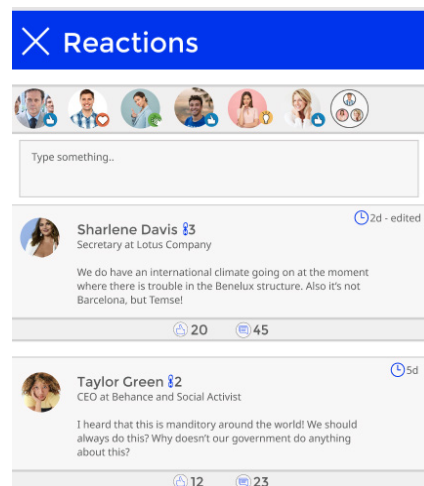 Reactions
Type something..
2d - edited
Sharlene Davis 3
Secretary at Lotus Company
We do have an international climate going on at the moment
where there is trouble in the Benelux structure. Also it's not
Barcelona, but Temse!
20 45
5d
Taylor Green 2
CEO at Behance and Social Activist
I heard that this is manditory around the world! We should
always do this? Why doesn't our government do anything
about this?
12 23